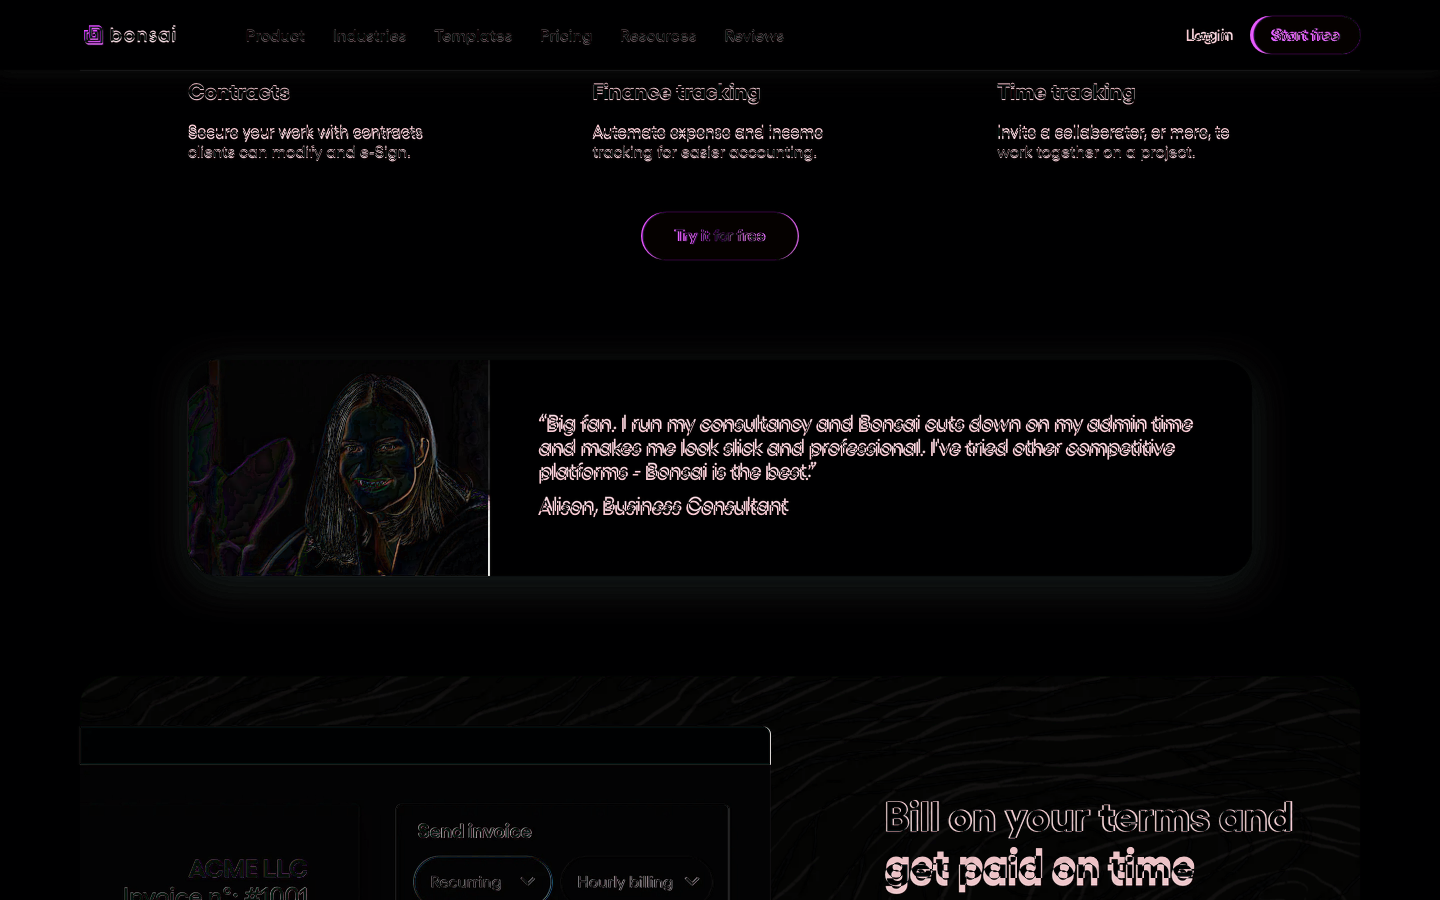 bonsai Product Industries Templates Pricing Resources Reviews Login Start free
Contracts
Secure your work with contracts
clients can modify and e-Sign.
Finance tracking
Automate expense and income
tracking for easier accounting.
Time tracking
Invite a collaborator, or more, to
work together on a project.
Try it for free
“Big fan. I run my consultancy and Bonsai cuts down on my admin time
and makes me look slick and professional. I've tried other competitive
platforms - Bonsai is the best.”
Alison, Business Consultant
Send invoice
ACME LLC
Recurring
Hourly billing
Invoice nº: #1001
Bill on your terms and
get paid on time